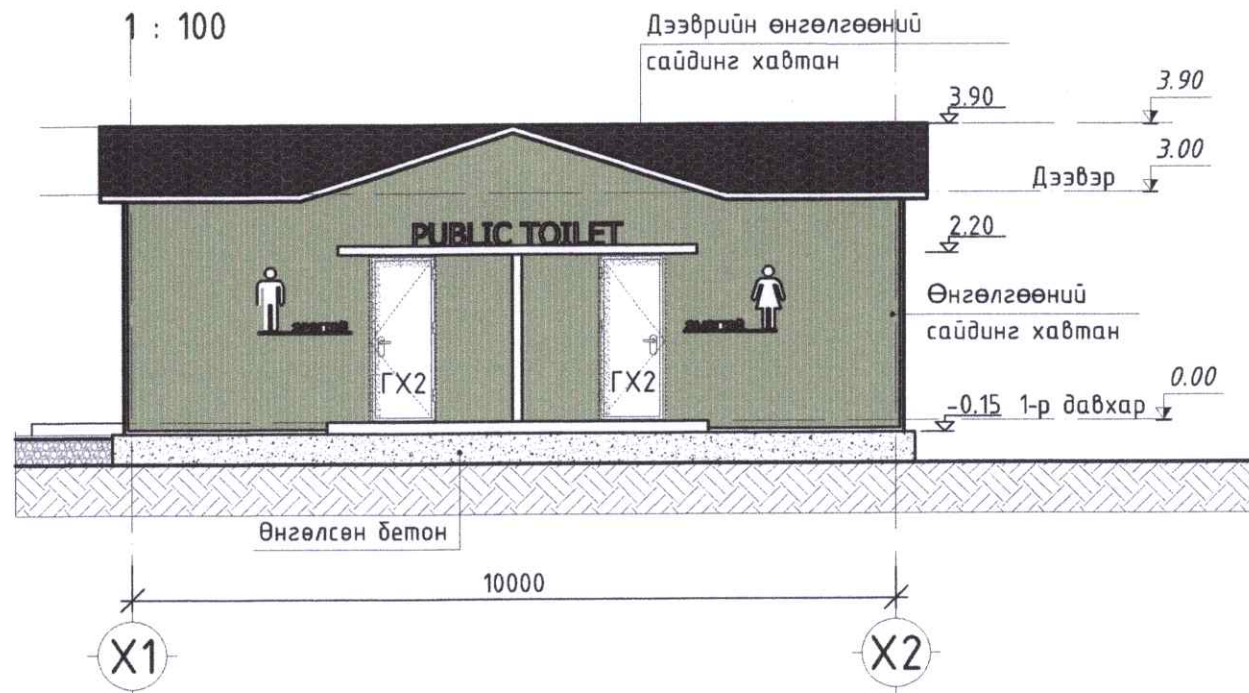 1 : 100
Дээврийн өнгөлгөөний
сайдинг хавтан
3.90
3.90
3.00
Дээвэр
2.20
PUBLIC TOILET
Өнгөлгөөний
сайдинг хавтан
ГХ2
ГХ2
0.00
-0.15 1-р давхар
Өнгөлсөн бетон
10000
X1
X2